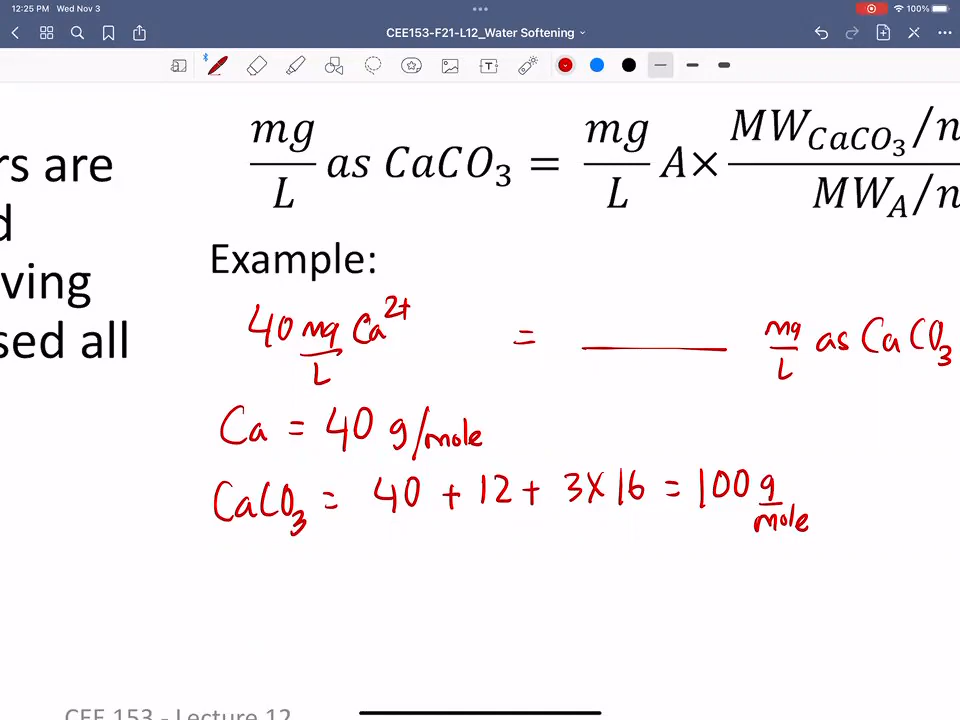 12:25 PM Wed Nov 3
100%
CEE153-F21-L12_Water Softening
rs are
d
ving
sed all
mg/L as CaCO₃ = mg/L A × (MW_CaCO₃/n)/(MW_A/n)
Example:
40 mg/L Ca²⁺ = ______ mg/L as CaCO₃
Ca = 40 g/mole
CaCO₃ = 40 + 12 + 3×16 = 100 g/mole
CEE 153 - Lecture 12